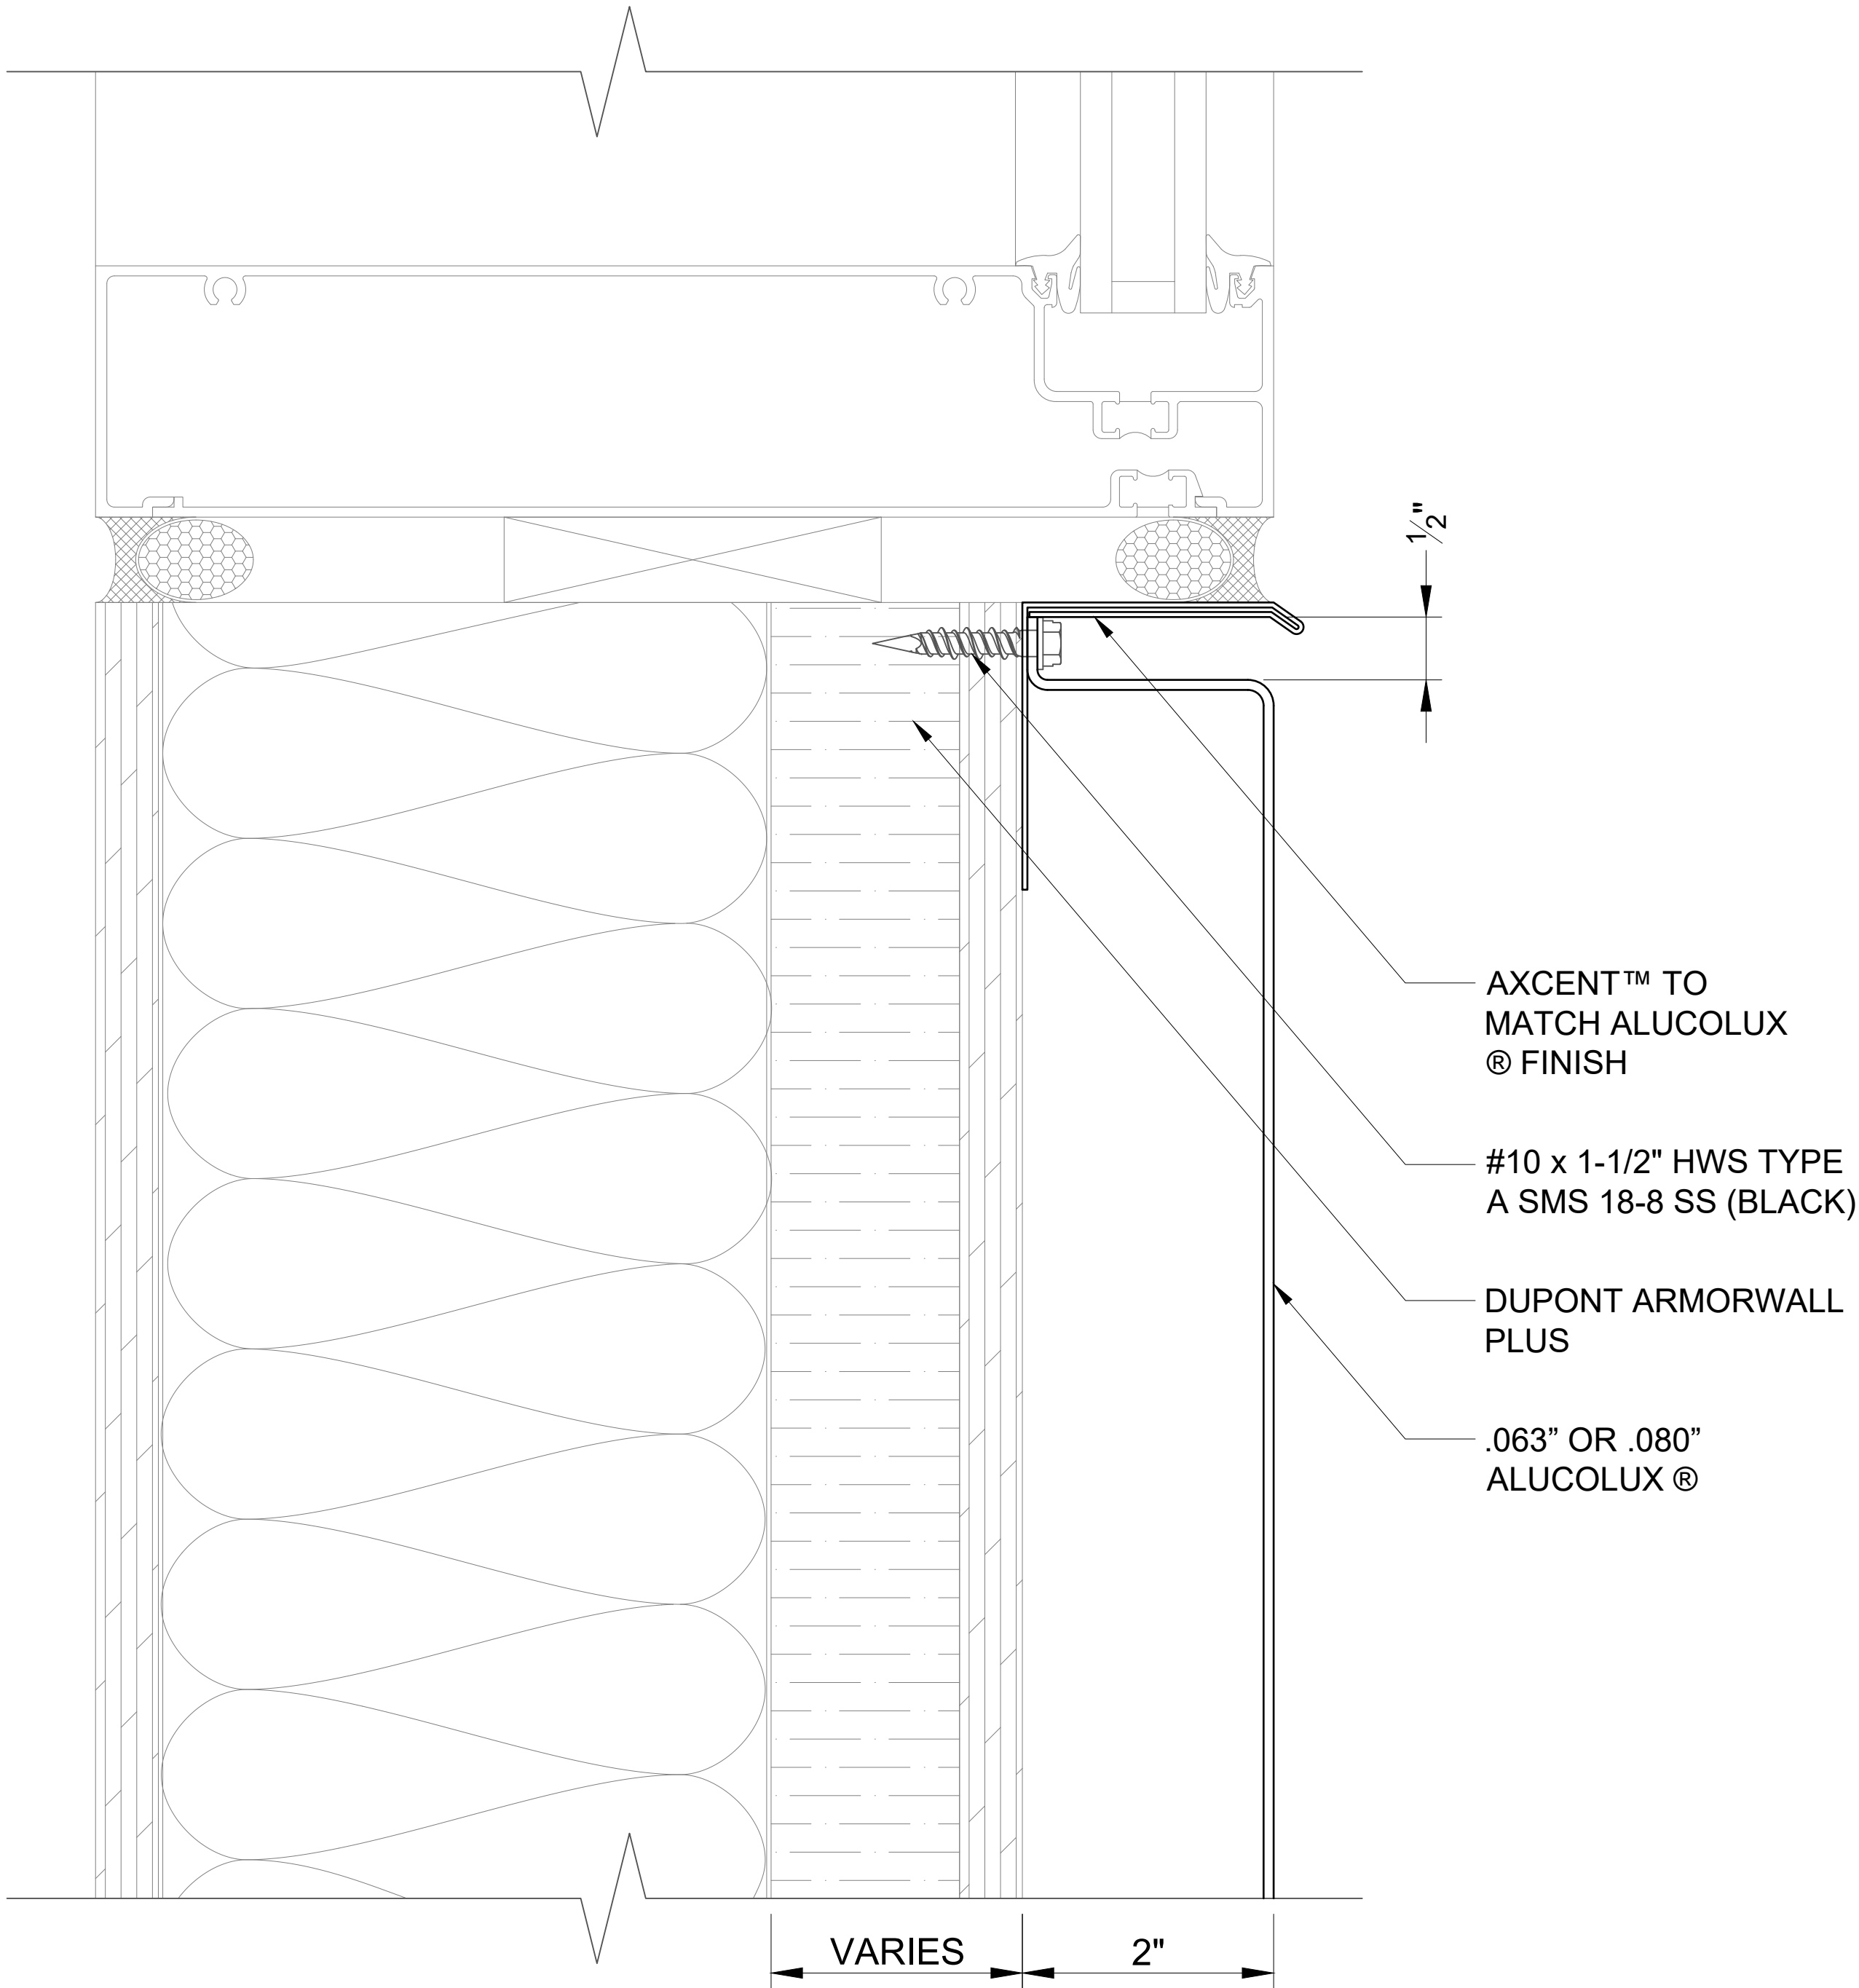 1/2"
AXCENT™ TO
MATCH ALUCOLUX
® FINISH
#10 x 1-1/2" HWS TYPE
A SMS 18-8 SS (BLACK)
DUPONT ARMORWALL
PLUS
.063” OR .080”
ALUCOLUX ®
VARIES
2"